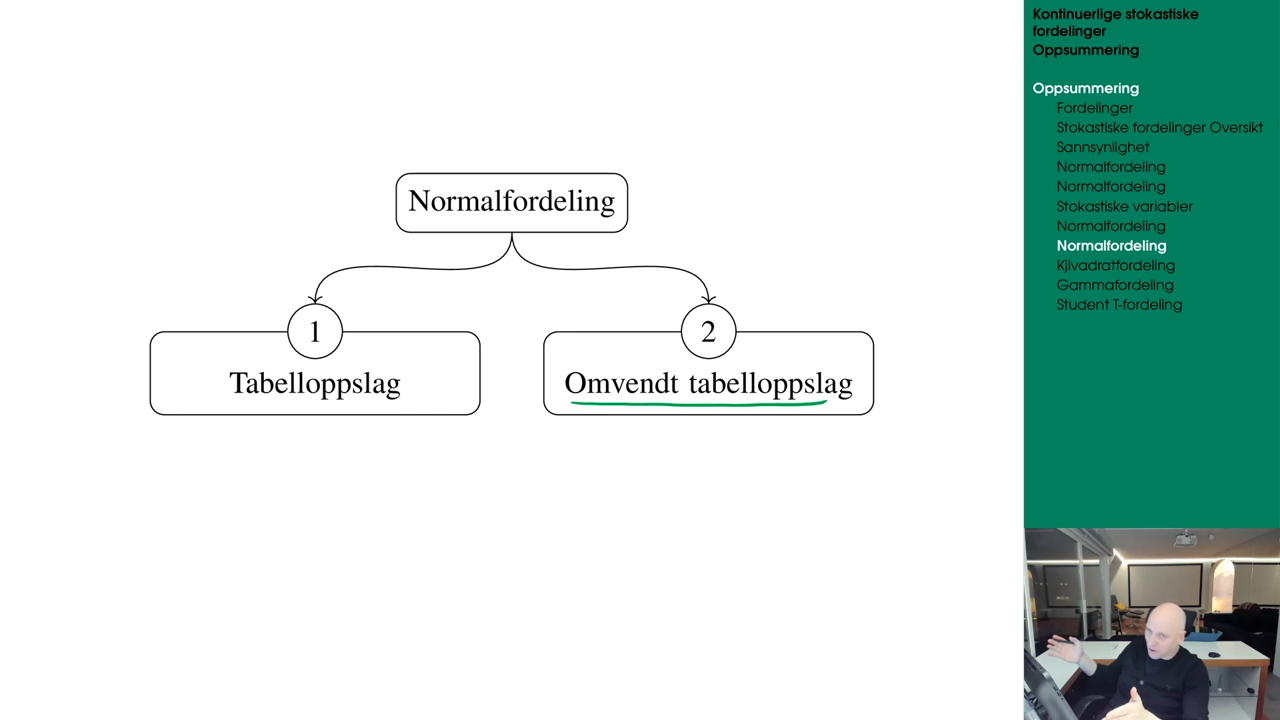 Normalfordeling
1
Tabelloppslag
2
Omvendt tabelloppslag
Kontinuerlige stokastiske
fordelinger
Oppsummering
Oppsummering
Fordelinger
Stokastiske fordelinger Oversikt
Sannsynlighet
Normalfordeling
Normalfordeling
Stokastiske variabler
Normalfordeling
Normalfordeling
Kjivadratfordeling
Gammafordeling
Student T-fordeling